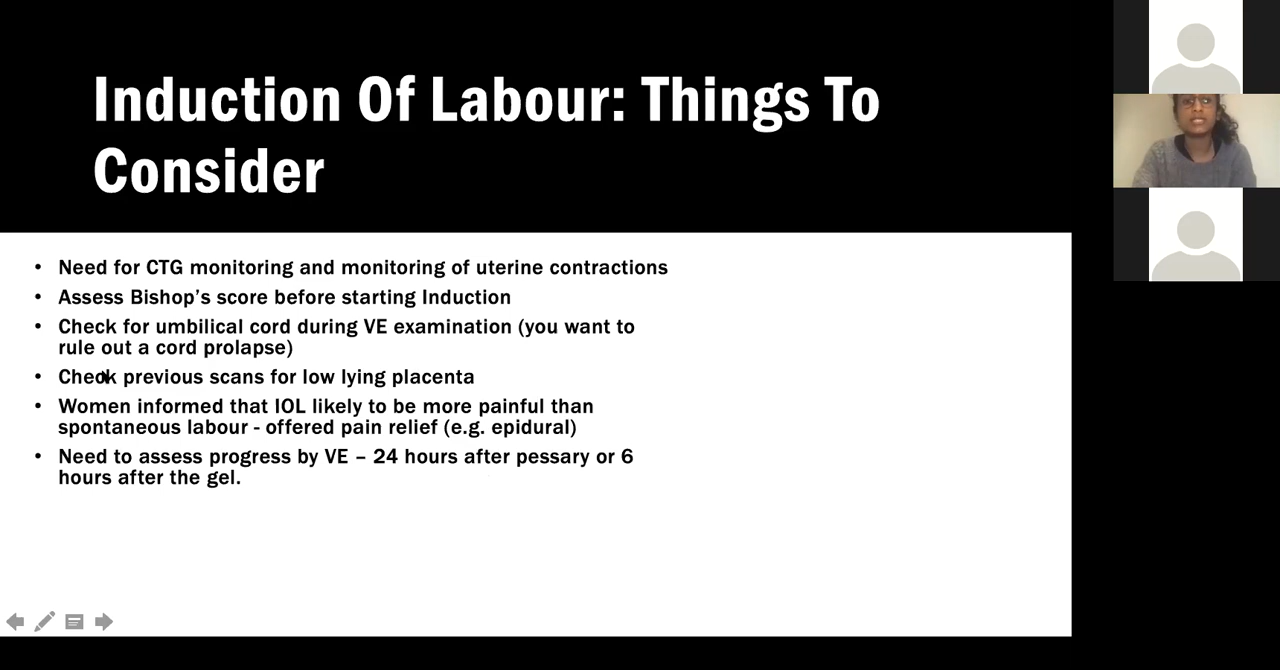 Induction Of Labour: Things To
Consider
• Need for CTG monitoring and monitoring of uterine contractions
• Assess Bishop’s score before starting Induction
• Check for umbilical cord during VE examination (you want to
rule out a cord prolapse)
• Check previous scans for low lying placenta
• Women informed that IOL likely to be more painful than
spontaneous labour - offered pain relief (e.g. epidural)
• Need to assess progress by VE – 24 hours after pessary or 6
hours after the gel.